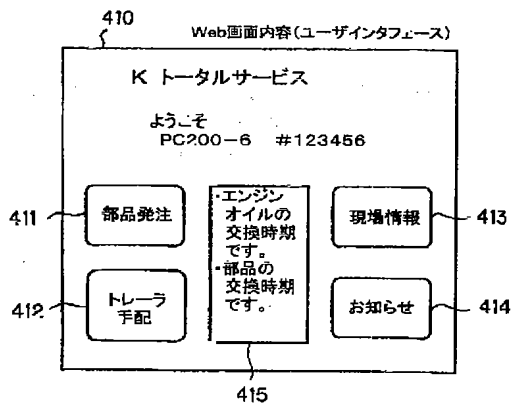 410
Web画面内容(ユーザインタフェース)
K トータルサービス
ようこそ
PC200-6 #123456
411
部品発注
412
トレーラ
手配
・エンジン
オイルの
交換時期
です。
・部品の
交換時期
です。
415
現場情報
413
お知らせ
414